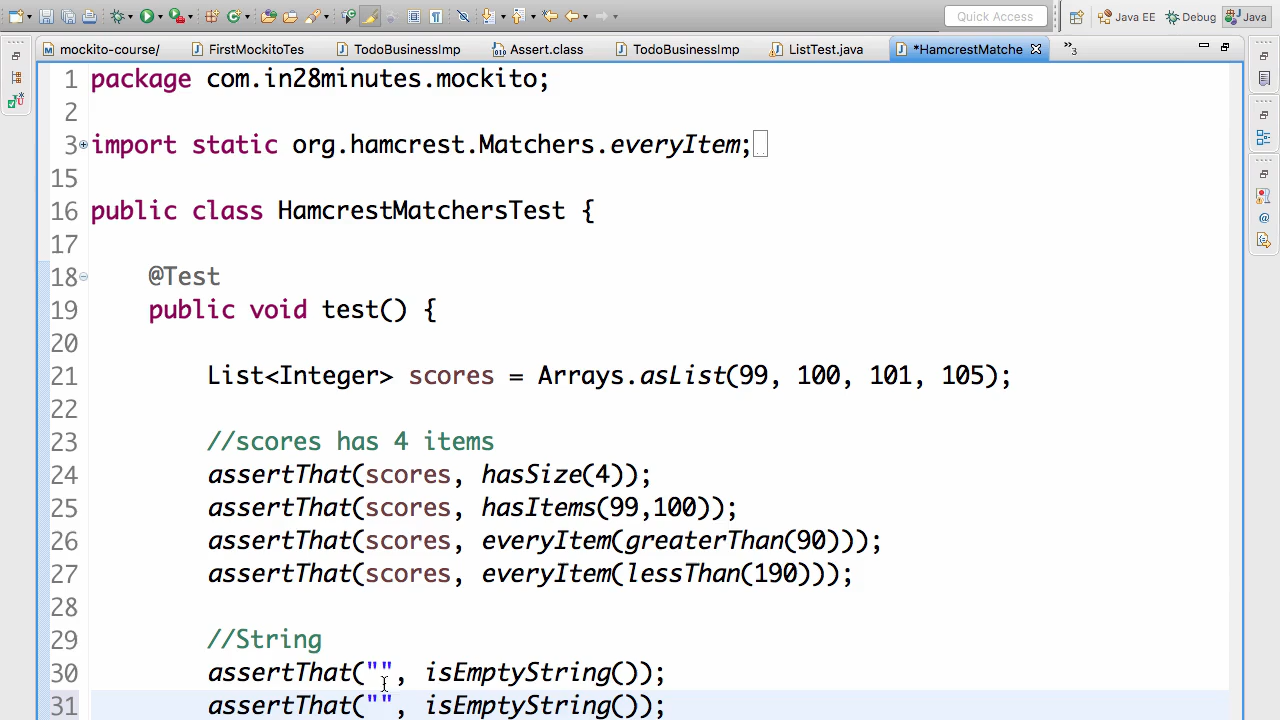 Quick Access
Java EE
Debug
Java
mockito-course/
FirstMockitoTes
TodoBusinessImp
Assert.class
TodoBusinessImp
ListTest.java
*HamcrestMatche
»3
1 package com.in28minutes.mockito;
2
3 import static org.hamcrest.Matchers.everyItem;
15
16 public class HamcrestMatchersTest {
17
18 @Test
19 public void test() {
20
21 List<Integer> scores = Arrays.asList(99, 100, 101, 105);
22
23 //scores has 4 items
24 assertThat(scores, hasSize(4));
25 assertThat(scores, hasItems(99,100));
26 assertThat(scores, everyItem(greaterThan(90)));
27 assertThat(scores, everyItem(lessThan(190)));
28
29 //String
30 assertThat("", isEmptyString());
31 assertThat("", isEmptyString());